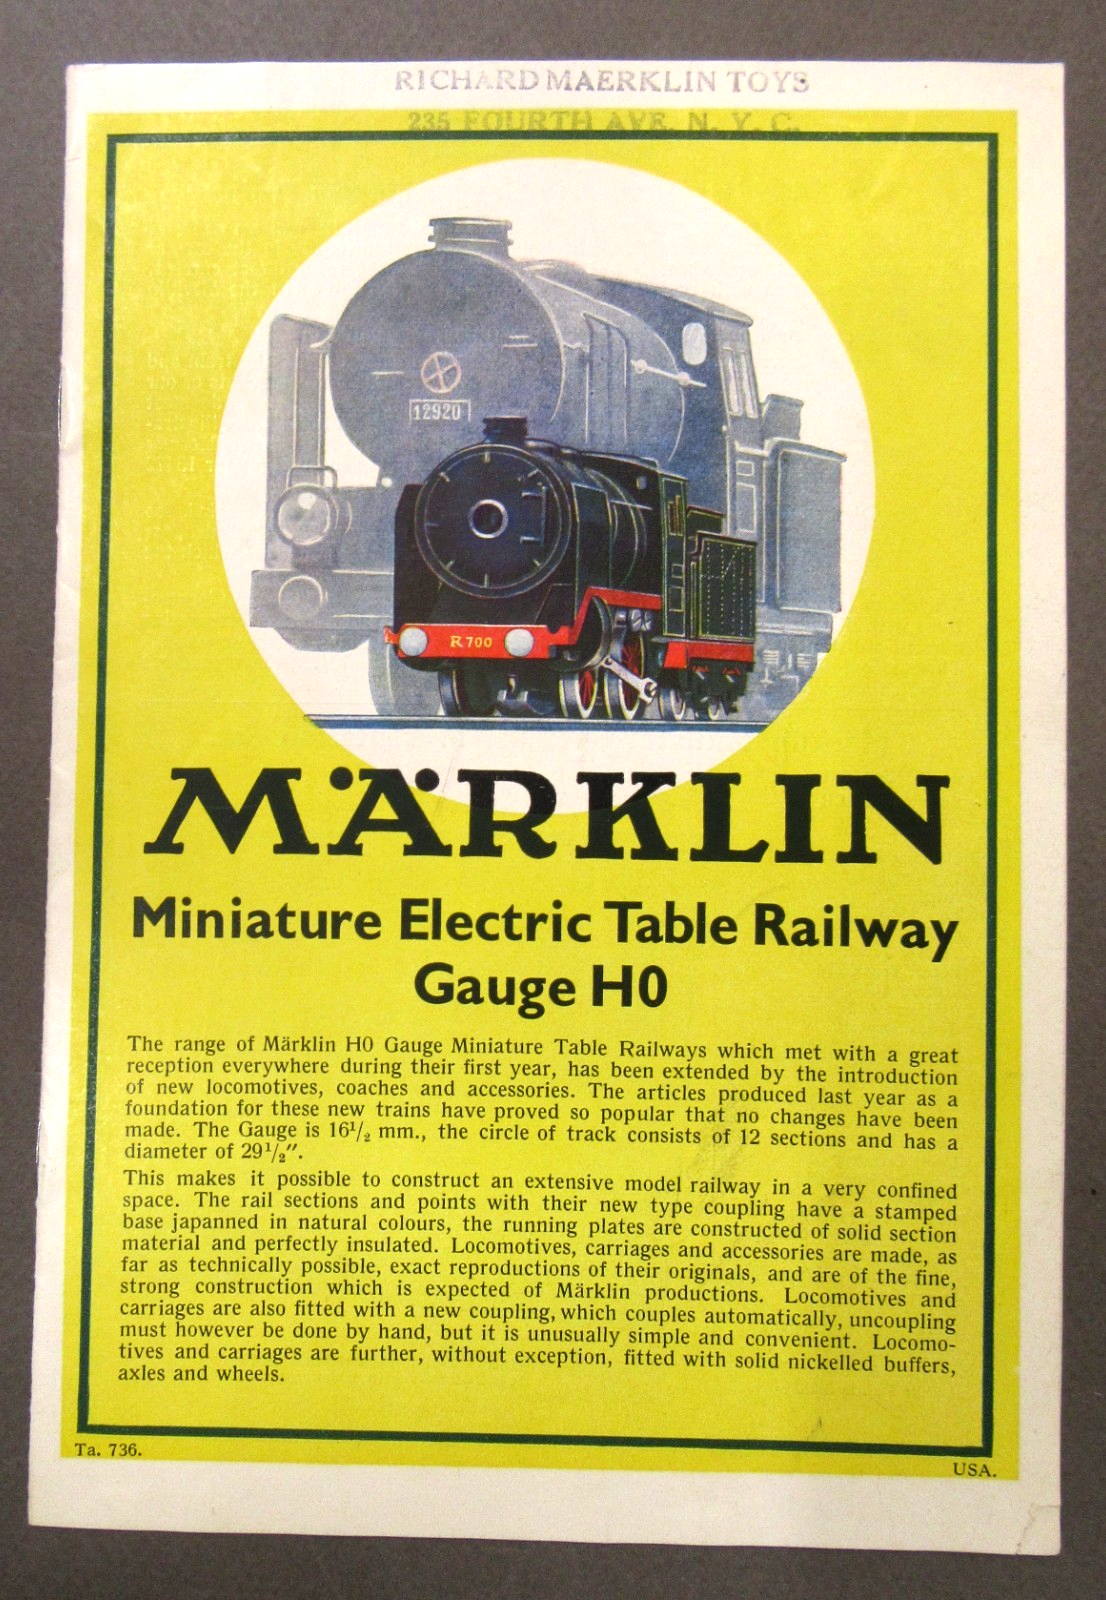 RICHARD MAERKLIN TOYS
235 FOURTH AVE. N. Y. C.
12920
R 700
MÄRKLIN
Miniature Electric Table Railway
Gauge H0
The range of Märklin H0 Gauge Miniature Table Railways which met with a great
reception everywhere during their first year, has been extended by the introduction
of new locomotives, coaches and accessories. The articles produced last year as a
foundation for these new trains have proved so popular that no changes have been
made. The Gauge is 16½ mm., the circle of track consists of 12 sections and has a
diameter of 29½″.
This makes it possible to construct an extensive model railway in a very confined
space. The rail sections and points with their new type coupling have a stamped
base japanned in natural colours, the running plates are constructed of solid section
material and perfectly insulated. Locomotives, carriages and accessories are made, as
far as technically possible, exact reproductions of their originals, and are of the fine,
strong construction which is expected of Märklin productions. Locomotives and
carriages are also fitted with a new coupling, which couples automatically, uncoupling
must however be done by hand, but it is unusually simple and convenient. Locomo-
tives and carriages are further, without exception, fitted with solid nickelled buffers,
axles and wheels.
Ta. 736.
USA.